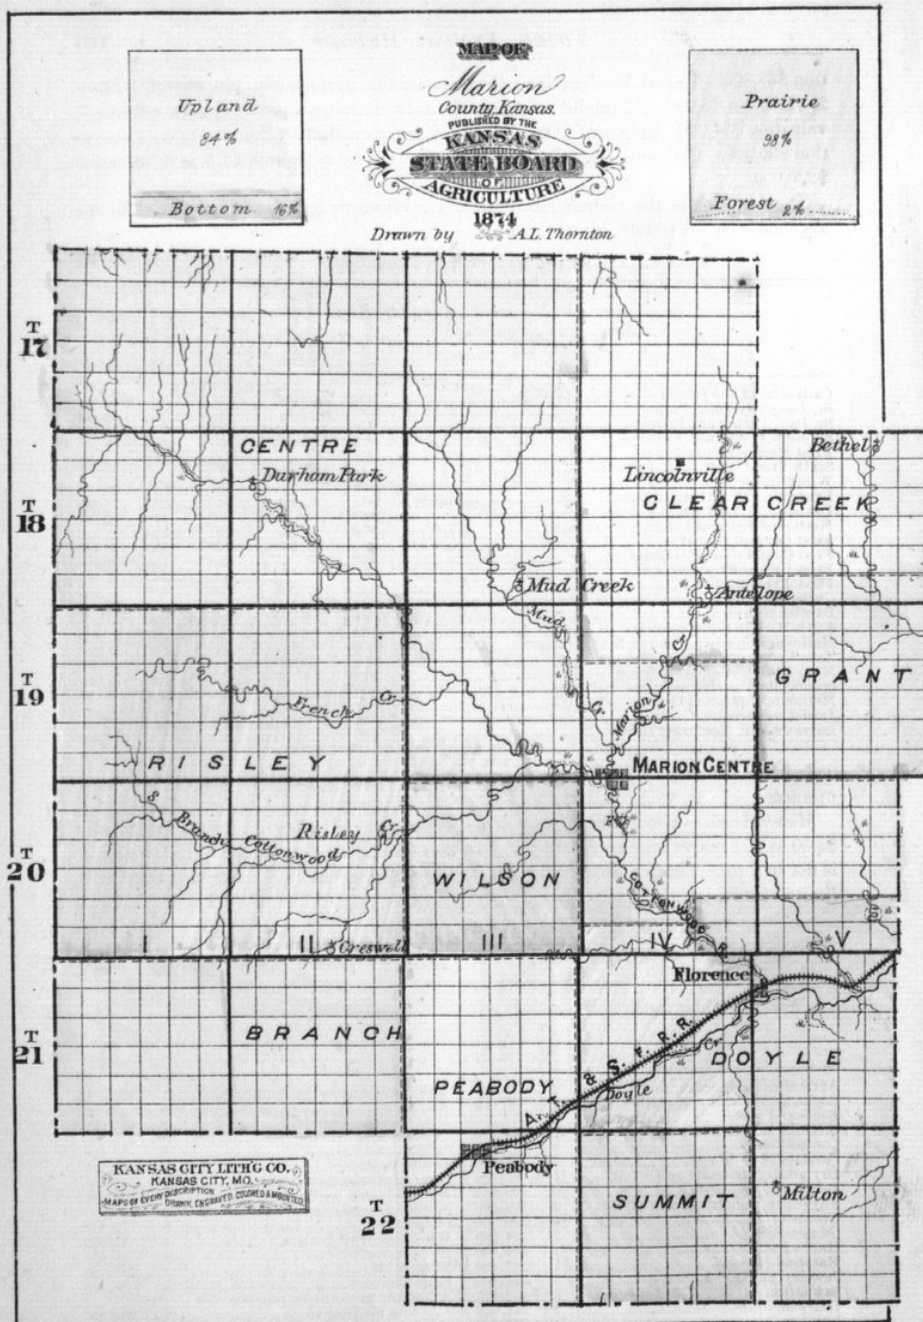 MAP OF
Marion
County, Kansas.
PUBLISHED BY THE
KANSAS
STATE BOARD
OF
AGRICULTURE
1874
Drawn by A.L. Thornton
Upland
84%
Bottom 16%
Prairie
98%
Forest 2%
T
17
CENTRE
Durham Park
Bethel
Lincolnville
CLEAR CREEK
T
18
Mud Creek
Antelope
Mud
Cr.
T
19
GRANT
French Cr.
Cr.
Marion
RISLEY
MARION CENTRE
S.
Branch
Cottonwood
Risley
Cr.
T
20
WILSON
COTTONWOOD R.
I
II
Creswell
III
IV
V
Florence
T
21
BRANCH
A. T. & S. F. R. R.
Cr.
DOYLE
PEABODY
Doyle
Peabody
KANSAS CITY LITH'G CO.
KANSAS CITY, MO.
MAPS OF EVERY DESCRIPTION
DRAWN, ENGRAVED, COLORED & MOUNTED
T
22
SUMMIT
Milton